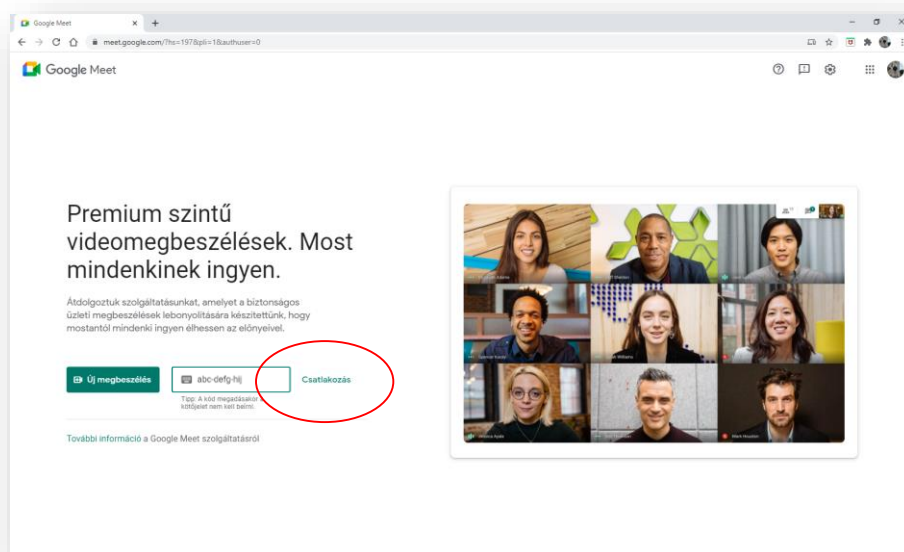 Google Meet
meet.google.com/?hs=197&pli=1&authuser=0
Google Meet
Premium szintű
videomegbeszélések. Most
mindenkinek ingyen.
Átdolgoztuk szolgáltatásunkat, amelyet a biztonságos
üzleti megbeszélések lebonyolítására készítettünk, hogy
mostantól mindenki ingyen élhessen az előnyeivel.
Új megbeszélés
abc-defg-hij
Csatlakozás
Tipp: A kód megadásakor a
kötőjelet nem kell beírni.
További információ a Google Meet szolgáltatásról